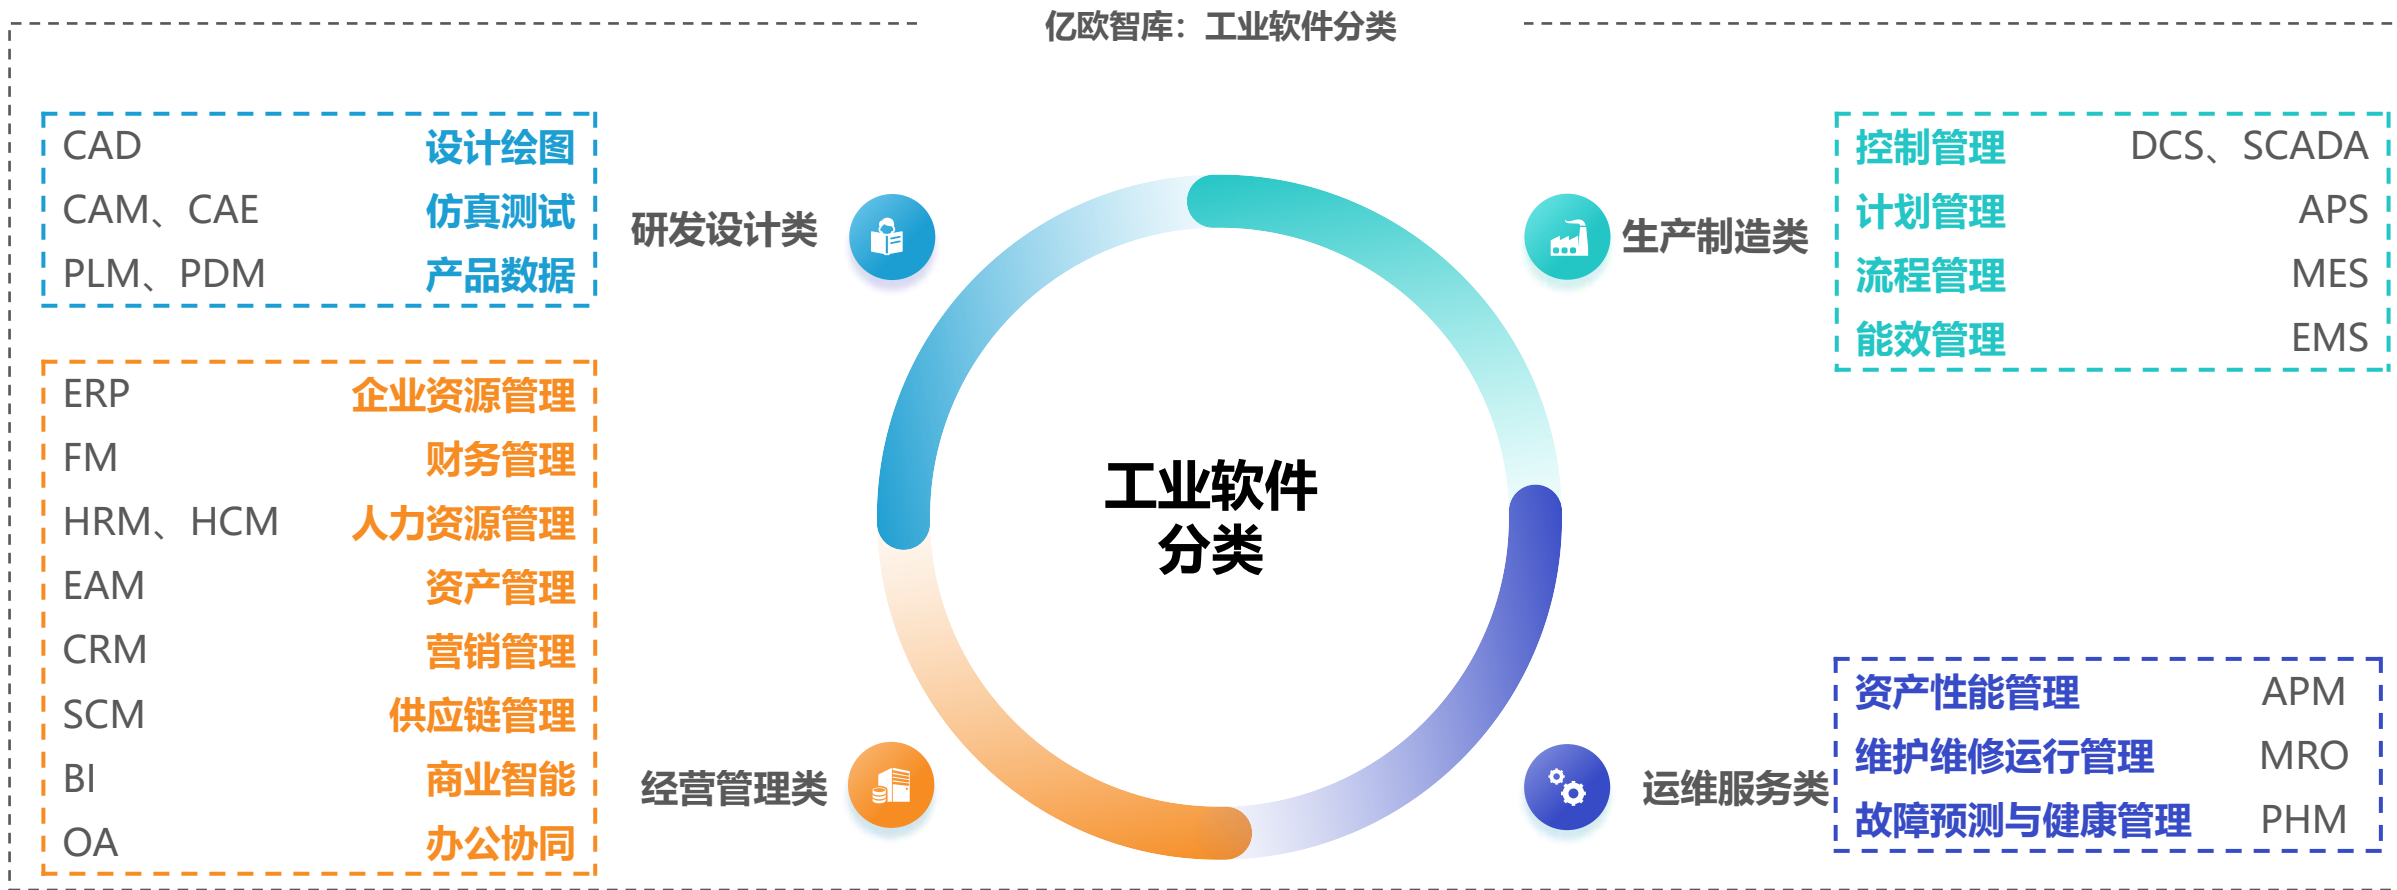 亿欧智库：工业软件分类
CAD 设计绘图
CAM、CAE 仿真测试
PLM、PDM 产品数据
研发设计类
ERP 企业资源管理
FM 财务管理
HRM、HCM 人力资源管理
EAM 资产管理
CRM 营销管理
SCM 供应链管理
BI 商业智能
OA 办公协同
经营管理类
工业软件
分类
生产制造类
控制管理 DCS、SCADA
计划管理 APS
流程管理 MES
能效管理 EMS
运维服务类
资产性能管理 APM
维护维修运行管理 MRO
故障预测与健康管理 PHM